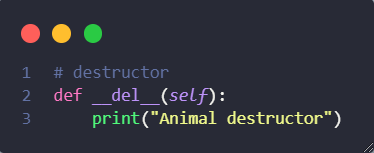 1 # destructor
2 def __del__(self):
3     print("Animal destructor")